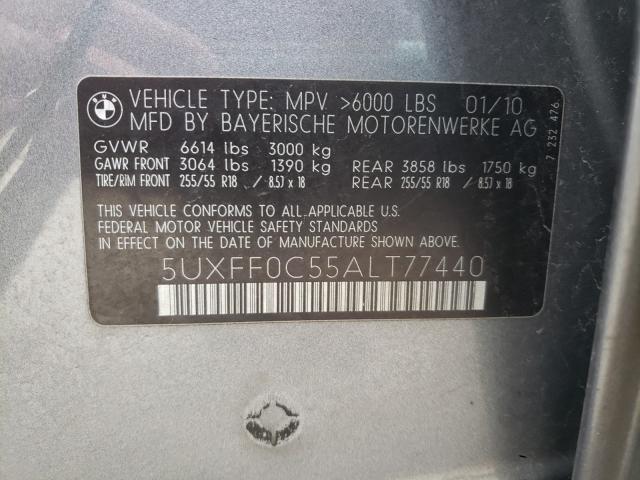 BMW
VEHICLE TYPE: MPV >6000 LBS 01/10
MFD BY BAYERISCHE MOTORENWERKE AG
GVWR 6614 lbs 3000 kg
GAWR FRONT 3064 lbs 1390 kg REAR 3858 lbs 1750 kg
TIRE/RIM FRONT 255/55 R18 / 8.57 x 18 REAR 255/55 R18 / 8.57 x 18
THIS VEHICLE CONFORMS TO ALL APPLICABLE U.S.
FEDERAL MOTOR VEHICLE SAFETY STANDARDS
IN EFFECT ON THE DATE OF MANUFACTURE SHOWN ABOVE.
5UXFF0C55ALT77440
7 232 476